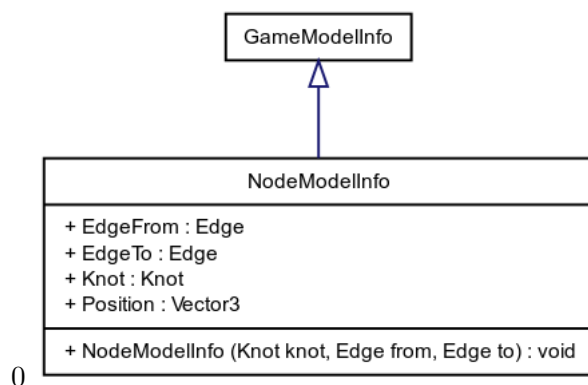 GameModelInfo
NodeModelInfo
+ EdgeFrom : Edge
+ EdgeTo : Edge
+ Knot : Knot
+ Position : Vector3
+ NodeModelInfo (Knot knot, Edge from, Edge to) : void
0